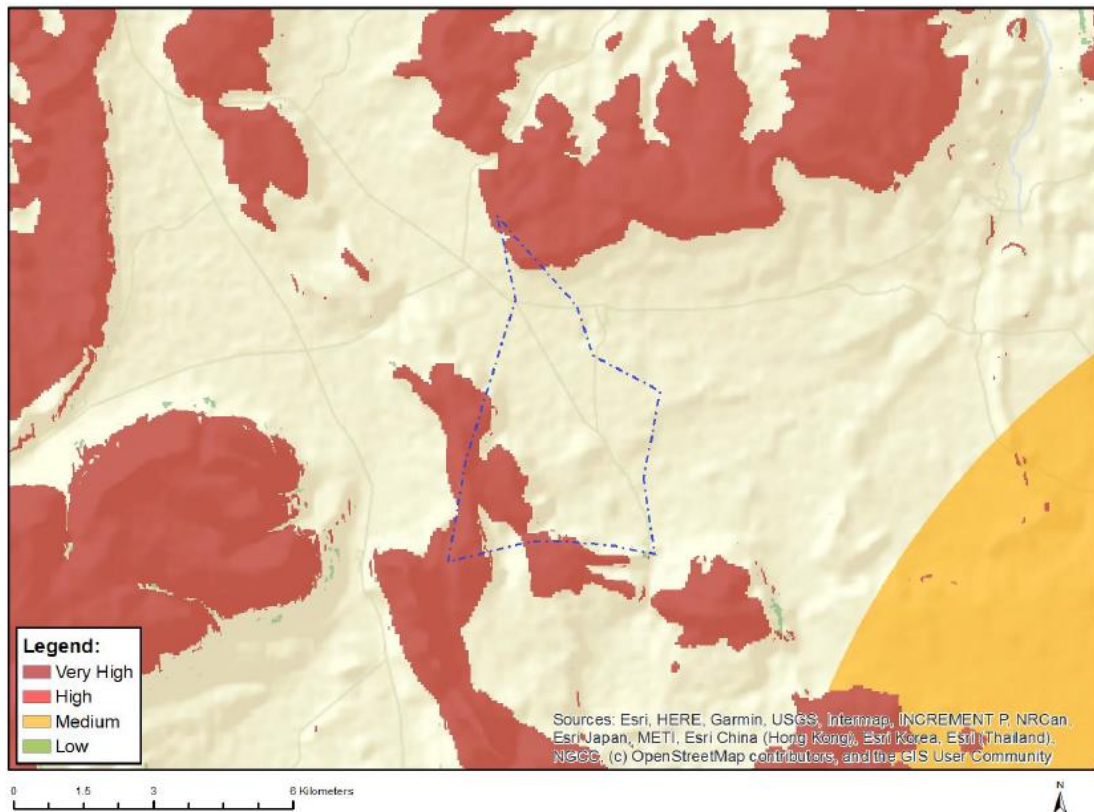 Legend:
Very High
High
Medium
Low
Sources: Esri, HERE, Garmin, USGS, Intermap, INCREMENT P, NRCan,
Esri Japan, METI, Esri China (Hong Kong), Esri Korea, Esri (Thailand),
NGCC, (c) OpenStreetMap contributors, and the GIS User Community
0 1.5 3 6 Kilometers
N